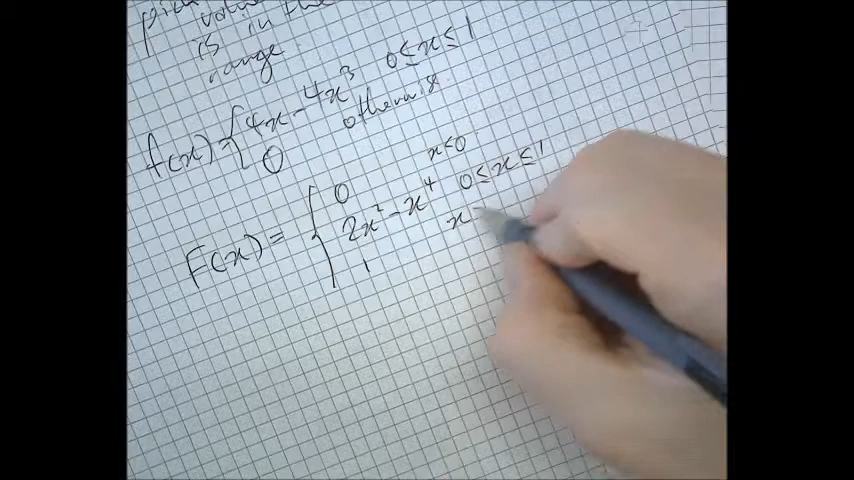 is in the
range.
f(x) = { 4x - 4x³ 0 ≤ x ≤ 1
0 otherwise.
F(x) = { 0 x < 0
2x² - x⁴ 0 ≤ x ≤ 1
1 x